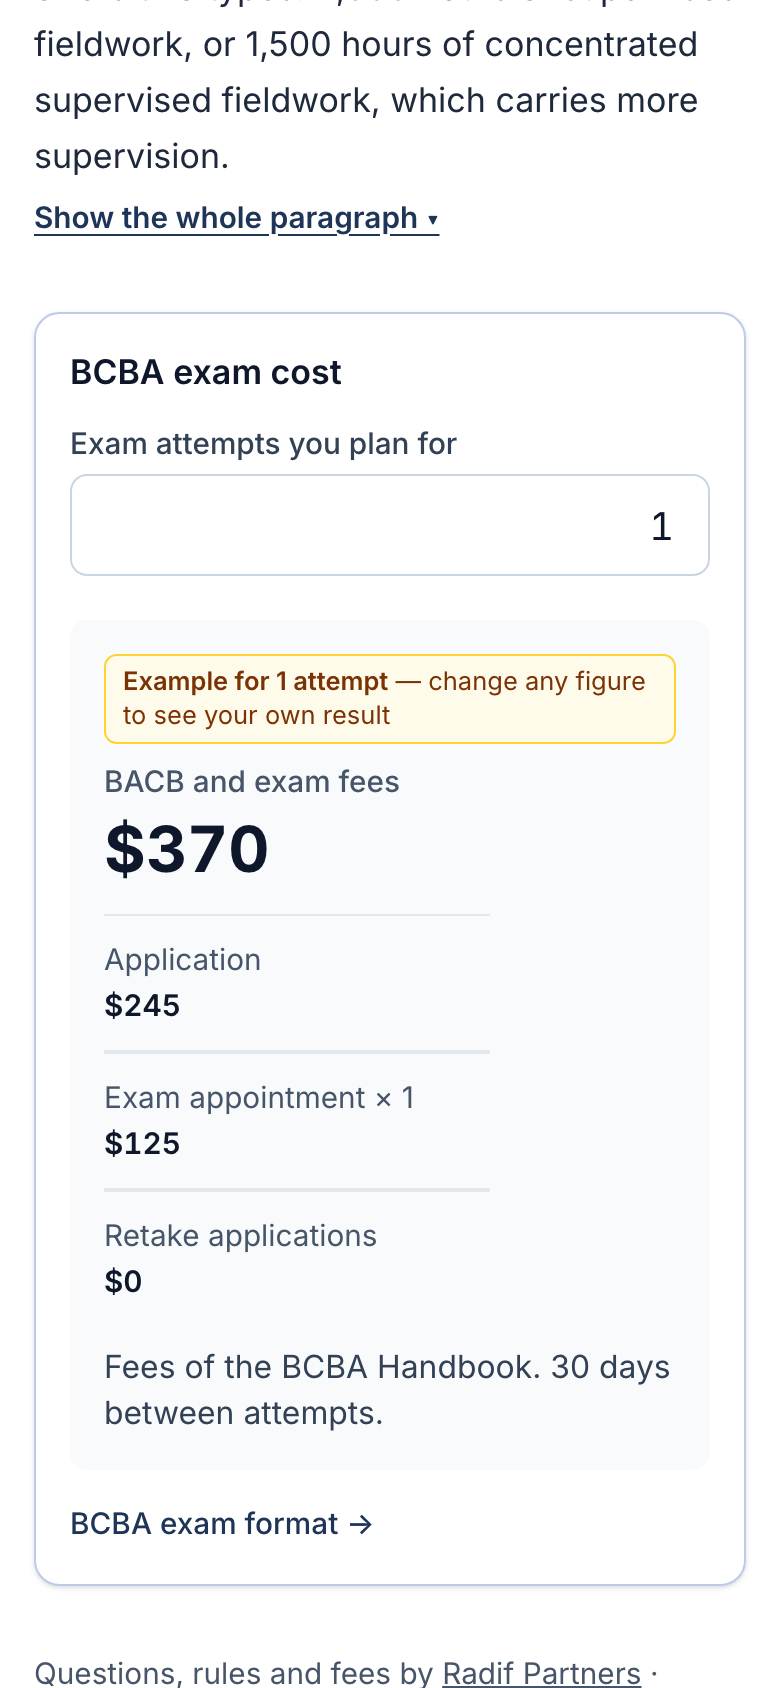 fieldwork, or 1,500 hours of concentrated
supervised fieldwork, which carries more
supervision.
Show the whole paragraph ▾
BCBA exam cost
Exam attempts you plan for
1
Example for 1 attempt — change any figure
to see your own result
BACB and exam fees
$370
Application
$245
Exam appointment × 1
$125
Retake applications
$0
Fees of the BCBA Handbook. 30 days
between attempts.
BCBA exam format →
Questions, rules and fees by Radif Partners ·